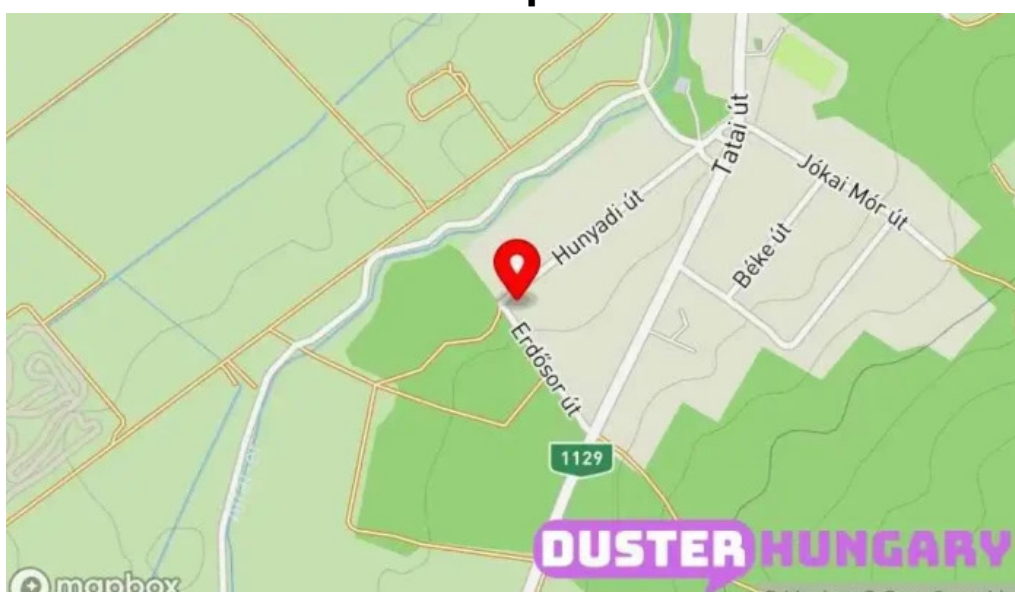 Tatai út
Jókai Mór út
Hunyadi út
Béke út
Erdősor út
1129
DUSTER HUNGARY
mapbox